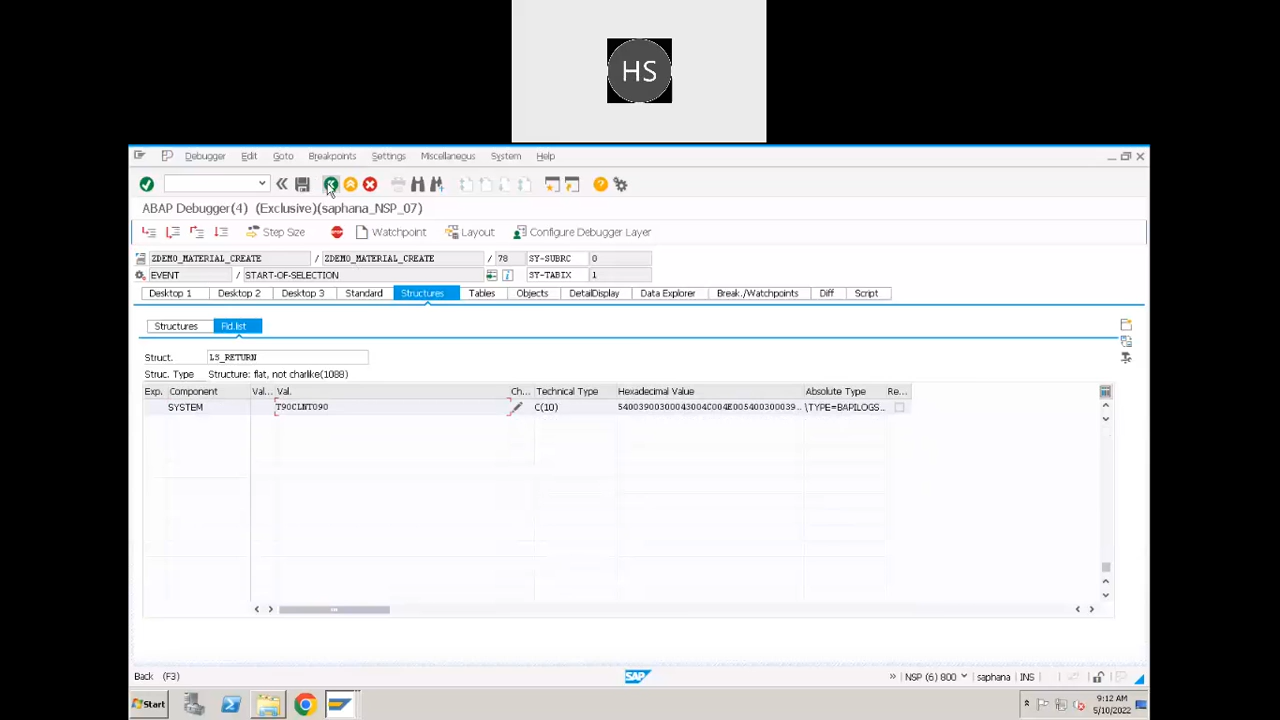 HS
Debugger Edit Goto Breakpoints Settings Miscellaneous System Help
ABAP Debugger(4) (Exclusive)(saphana_NSP_07)
Step Size Watchpoint Layout Configure Debugger Layer
ZDEMO_MATERIAL_CREATE / ZDEMO_MATERIAL_CREATE / 78 SY-SUBRC 0
EVENT / START-OF-SELECTION SY-TABIX 1
Desktop 1 Desktop 2 Desktop 3 Standard Structures Tables Objects DetailDisplay Data Explorer Break./Watchpoints Diff Script
Structures Fld.list
Struct. LS_RETURN
Struc. Type Structure: flat, not charlike(1088)
Exp. Component Val... Val. Ch... Technical Type Hexadecimal Value Absolute Type Re...
SYSTEM T90CLNT090 C(10) 54003900300043004C004E005400300039... \TYPE=BAPILOGS...
Back (F3) SAP » NSP (6) 800 saphana INS
Start 9:12 AM
5/10/2022